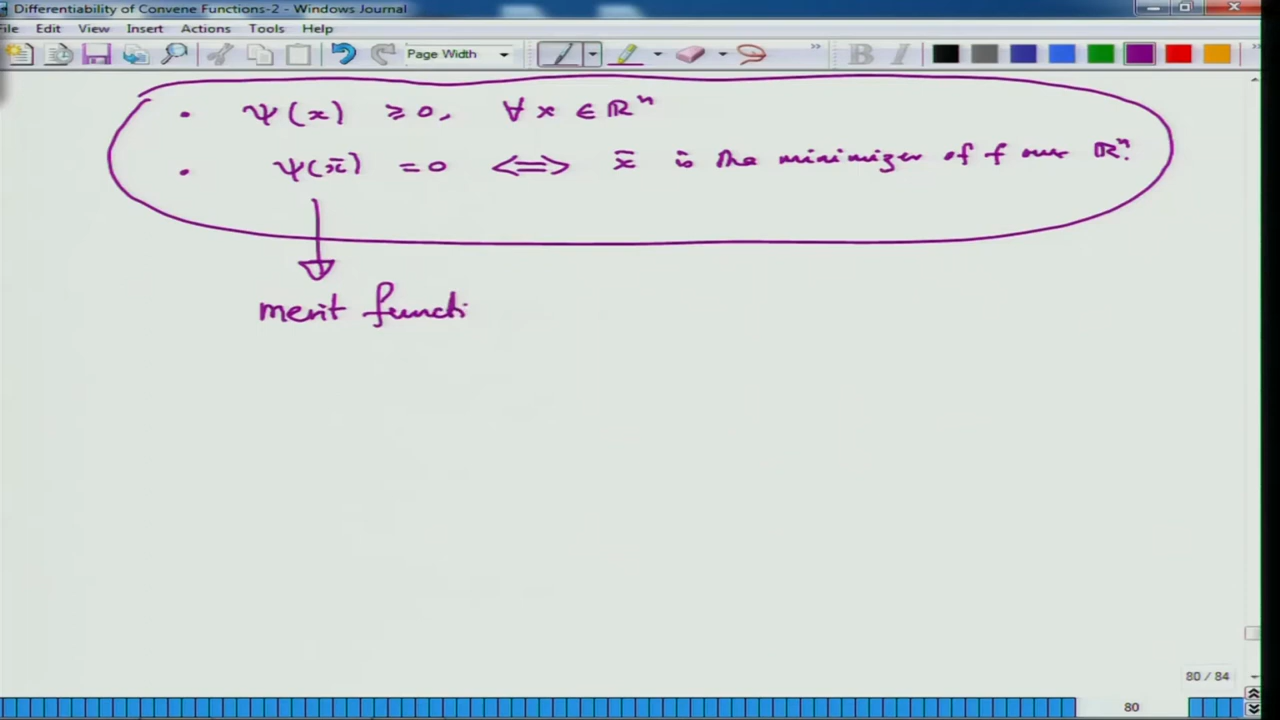 Differentiability of Convene Functions-2 - Windows Journal
File Edit View Insert Actions Tools Help
Page Width
B I
• ψ(x) ≥ 0, ∀ x ∈ ℝⁿ
• ψ(x̄) = 0 ⟺ x̄ is the minimizer of f over ℝⁿ.
merit functi
80 / 84
80